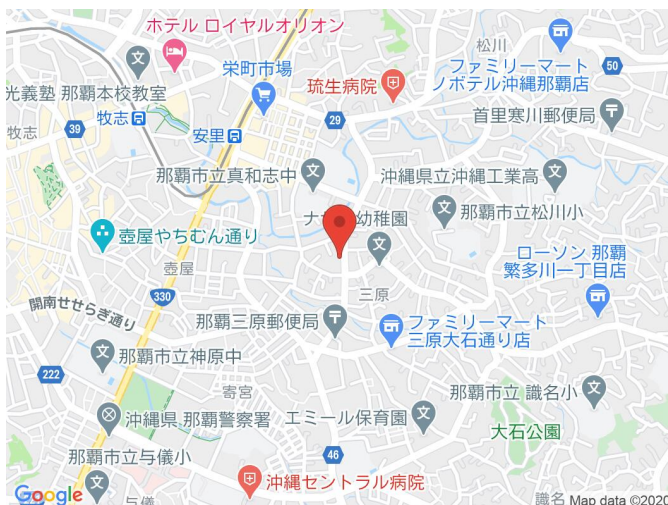 ホテル ロイヤルオリオン
松川
ファミリーマート
ノボテル沖縄那覇店
50
栄町市場
琉生病院
光義塾 那覇本校教室
首里寒川郵便局
牧志
29
39
牧志
安里
那覇市立真和志中
沖縄県立沖縄工業高
幼稚園
那覇市立松川小
壺屋やちむん通り
壺屋
ローソン 那覇
繁多川一丁目店
330
三原
開南せせらぎ通り
那覇三原郵便局
ファミリーマート
三原大石通り店
那覇市立神原中
222
寄宮
那覇市立 識名小
沖縄県 那覇警察署
エミール保育園
大石公園
那覇市立与儀小
46
沖縄セントラル病院
Google
与儀
識名
Map data ©2020